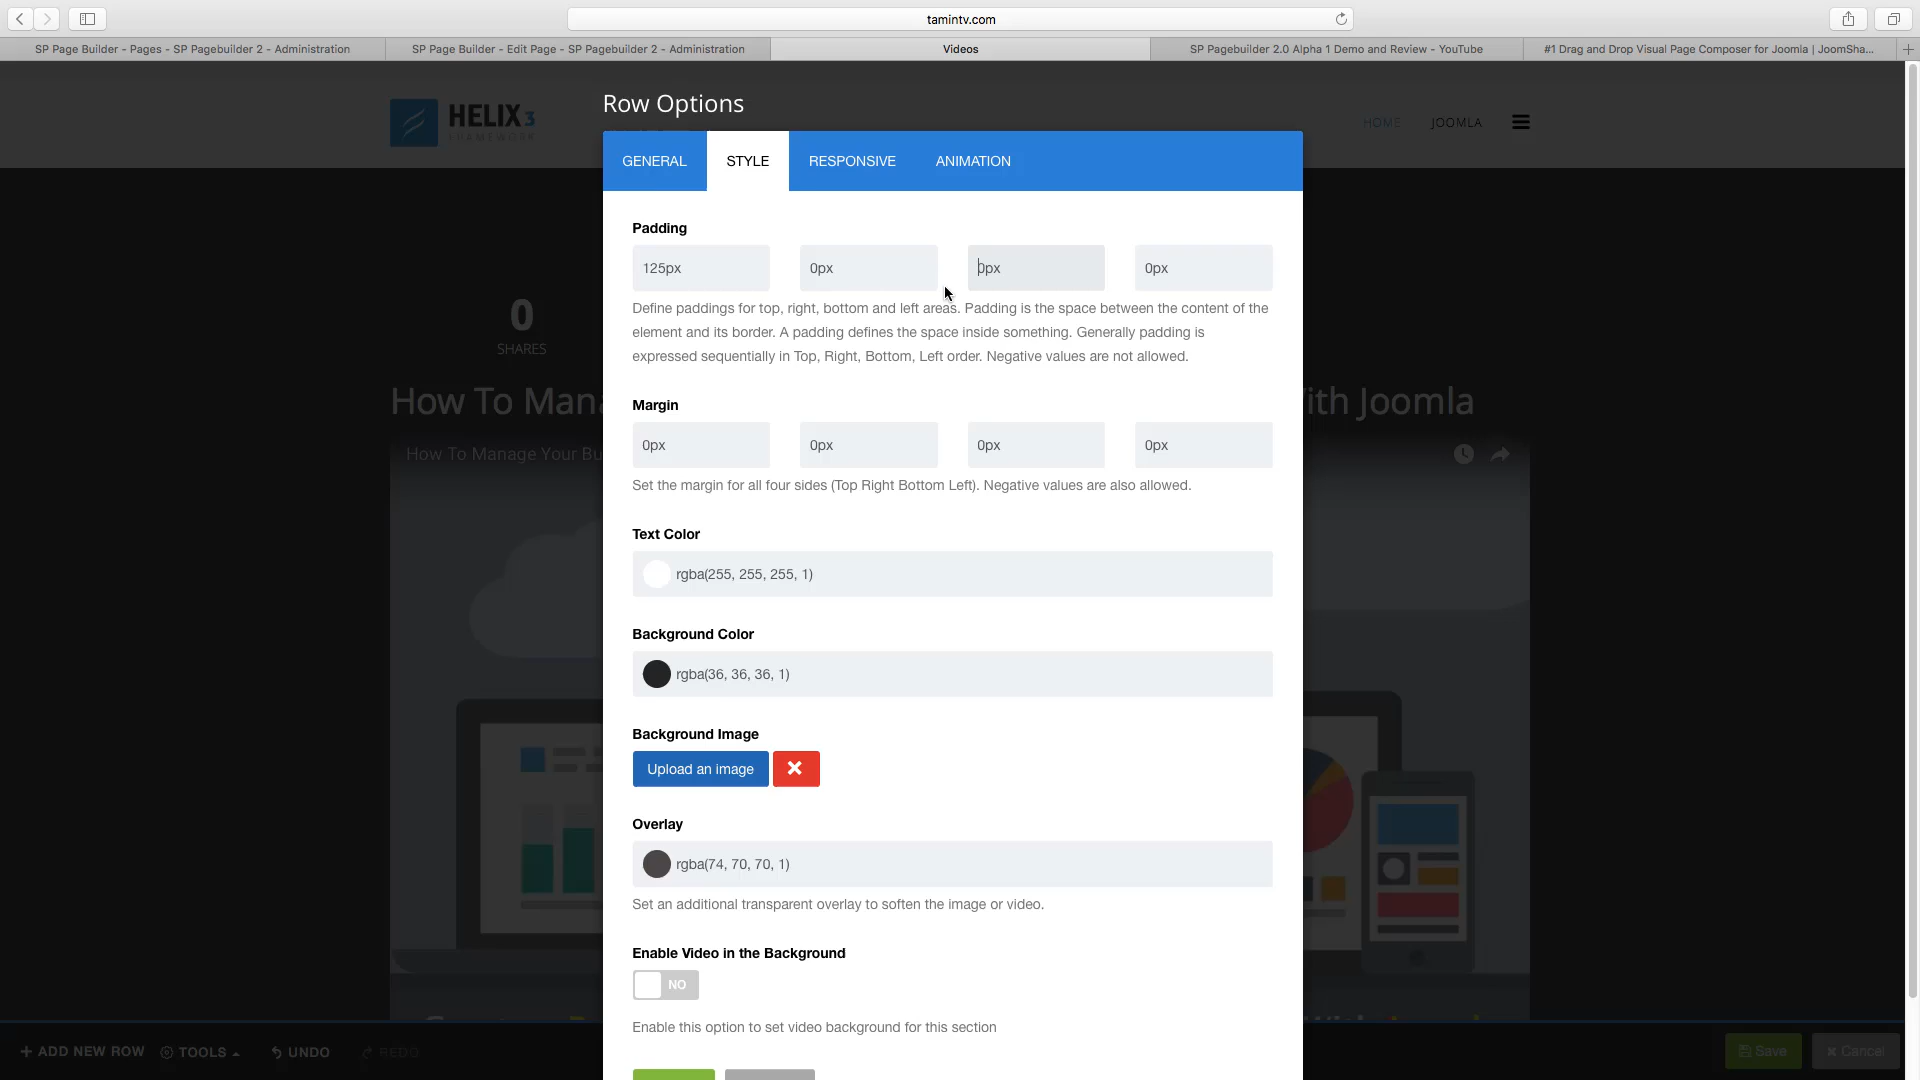 tamintv.com
SP Page Builder - Pages - SP Pagebuilder 2 - Administration
SP Page Builder - Edit Page - SP Pagebuilder 2 - Administration
Videos
SP Pagebuilder 2.0 Alpha 1 Demo and Review - YouTube
#1 Drag and Drop Visual Page Composer for Joomla | JoomSha...
Row Options
HELIX3
FRAMEWORK
HOME
JOOMLA
GENERAL
STYLE
RESPONSIVE
ANIMATION
Padding
125px
0px
0px
0px
Define paddings for top, right, bottom and left areas. Padding is the space between the content of the
element and its border. A padding defines the space inside something. Generally padding is
expressed sequentially in Top, Right, Bottom, Left order. Negative values are not allowed.
0
SHARES
How To Mana
ith Joomla
Margin
0px
0px
0px
0px
How To Manage Your Bu
Set the margin for all four sides (Top Right Bottom Left). Negative values are also allowed.
Text Color
rgba(255, 255, 255, 1)
Background Color
rgba(36, 36, 36, 1)
Background Image
Upload an image
Overlay
rgba(74, 70, 70, 1)
Set an additional transparent overlay to soften the image or video.
Enable Video in the Background
NO
Enable this option to set video background for this section
ADD NEW ROW
TOOLS
UNDO
REDO
Save
Cancel